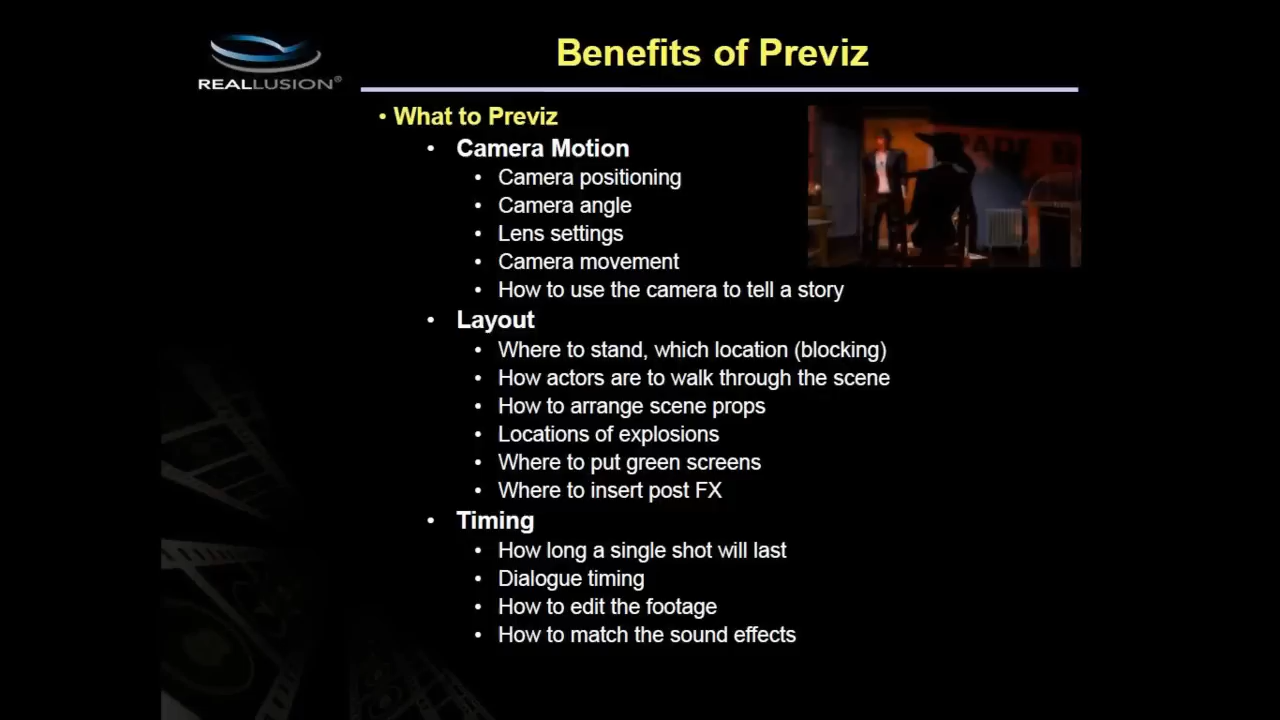 REALLUSION®
Benefits of Previz
• What to Previz
• Camera Motion
• Camera positioning
• Camera angle
• Lens settings
• Camera movement
• How to use the camera to tell a story
• Layout
• Where to stand, which location (blocking)
• How actors are to walk through the scene
• How to arrange scene props
• Locations of explosions
• Where to put green screens
• Where to insert post FX
• Timing
• How long a single shot will last
• Dialogue timing
• How to edit the footage
• How to match the sound effects